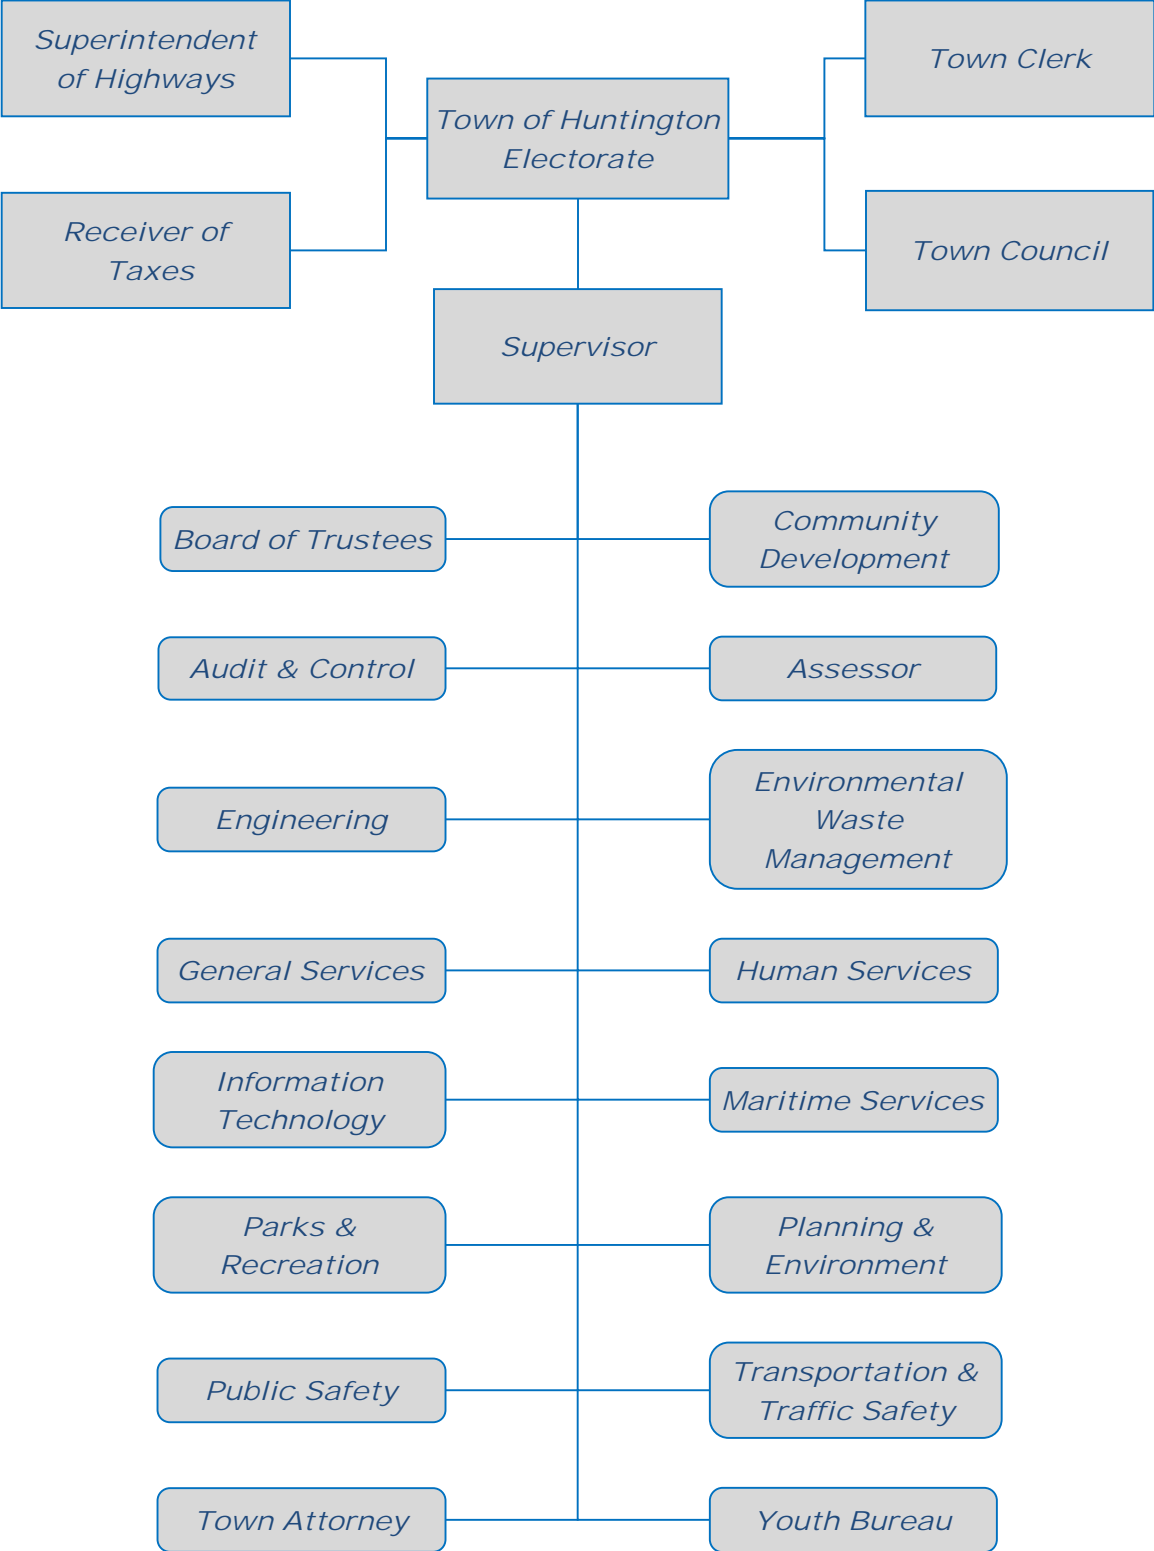 Superintendent
of Highways
Town Clerk
Town of Huntington
Electorate
Receiver of
Taxes
Town Council
Supervisor
Board of Trustees
Community
Development
Audit & Control
Assessor
Engineering
Environmental
Waste
Management
General Services
Human Services
Information
Technology
Maritime Services
Parks &
Recreation
Planning &
Environment
Public Safety
Transportation &
Traffic Safety
Town Attorney
Youth Bureau